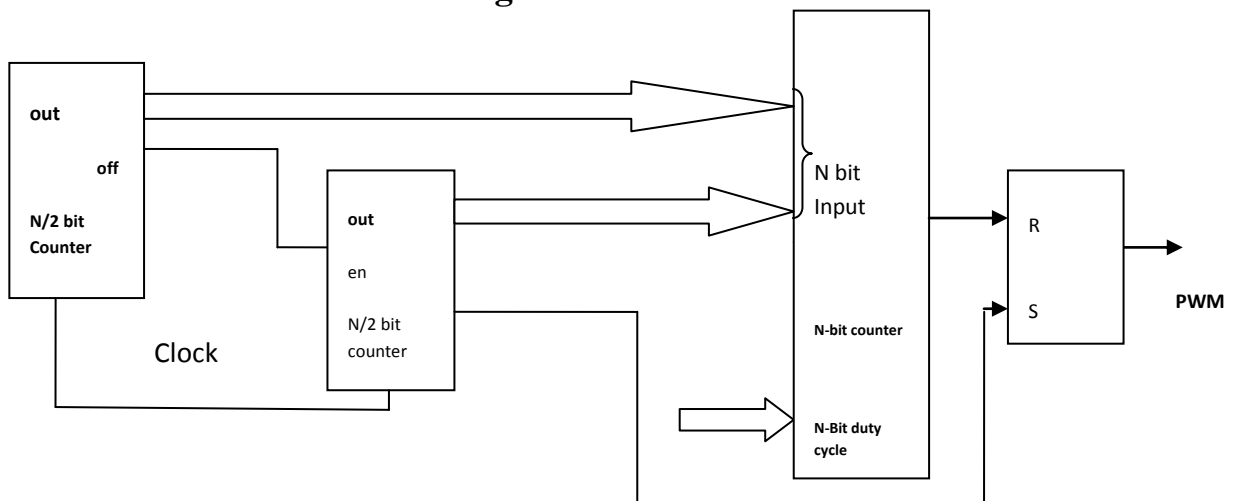 g
out
off
N/2 bit
Counter
Clock
out
en
N/2 bit
counter
N bit
Input
N-bit counter
N-Bit duty
cycle
R
S
PWM